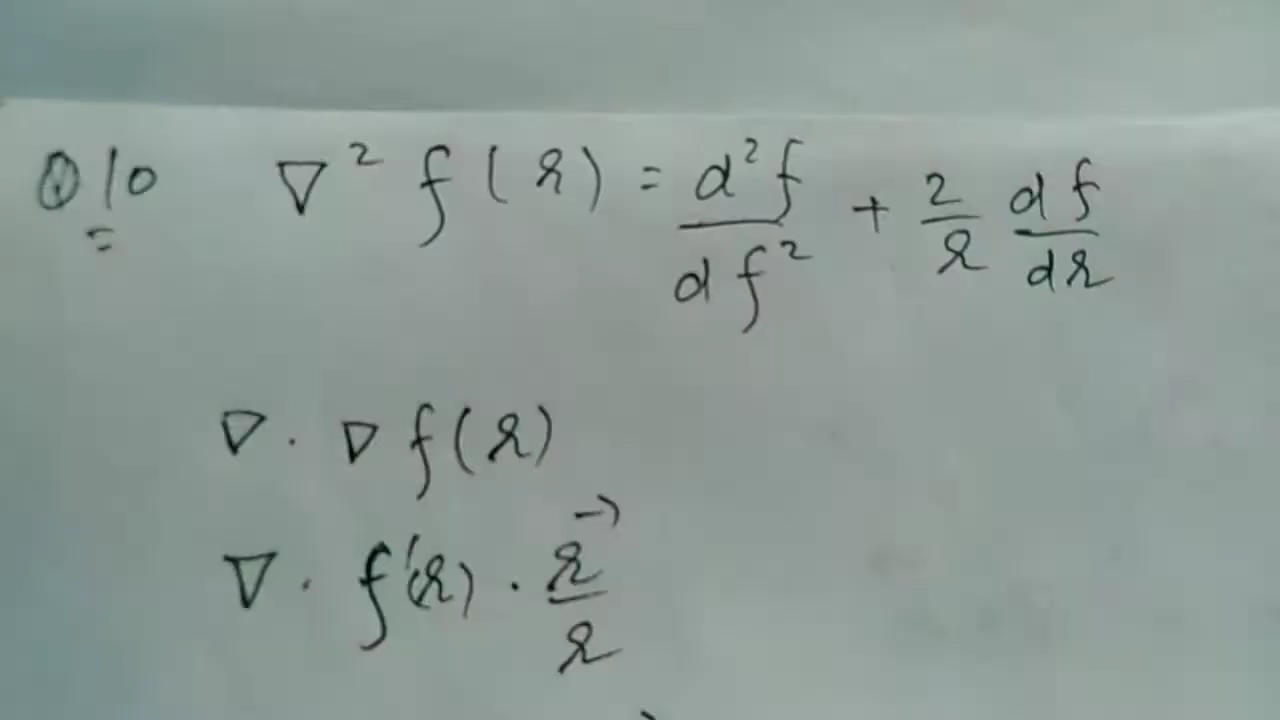 Q10 ∇² f(r) = d²f/df² + 2/r df/dr
∇ · ∇ f(r)
∇ · f'(r) · r⃗/r